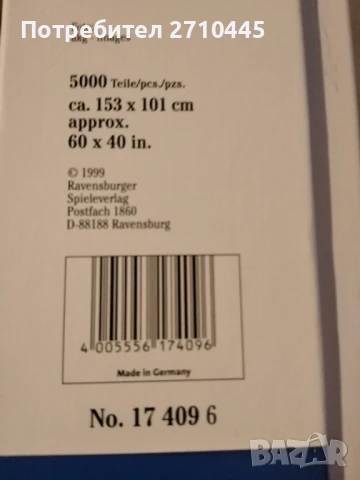 Потребител 2710445
5000 Teile/pcs./pzs.
ca. 153 x 101 cm
approx.
60 x 40 in.
© 1999
Ravensburger
Spieleverlag
Postfach 1860
D-88188 Ravensburg
4 005556 174096
Made in Germany
No. 17 409 6
BAZAR